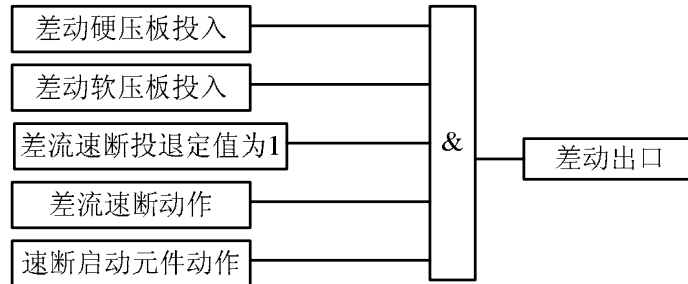 差动硬压板投入
差动软压板投入
差流速断投退定值为1
&
差动出口
差流速断动作
速断启动元件动作